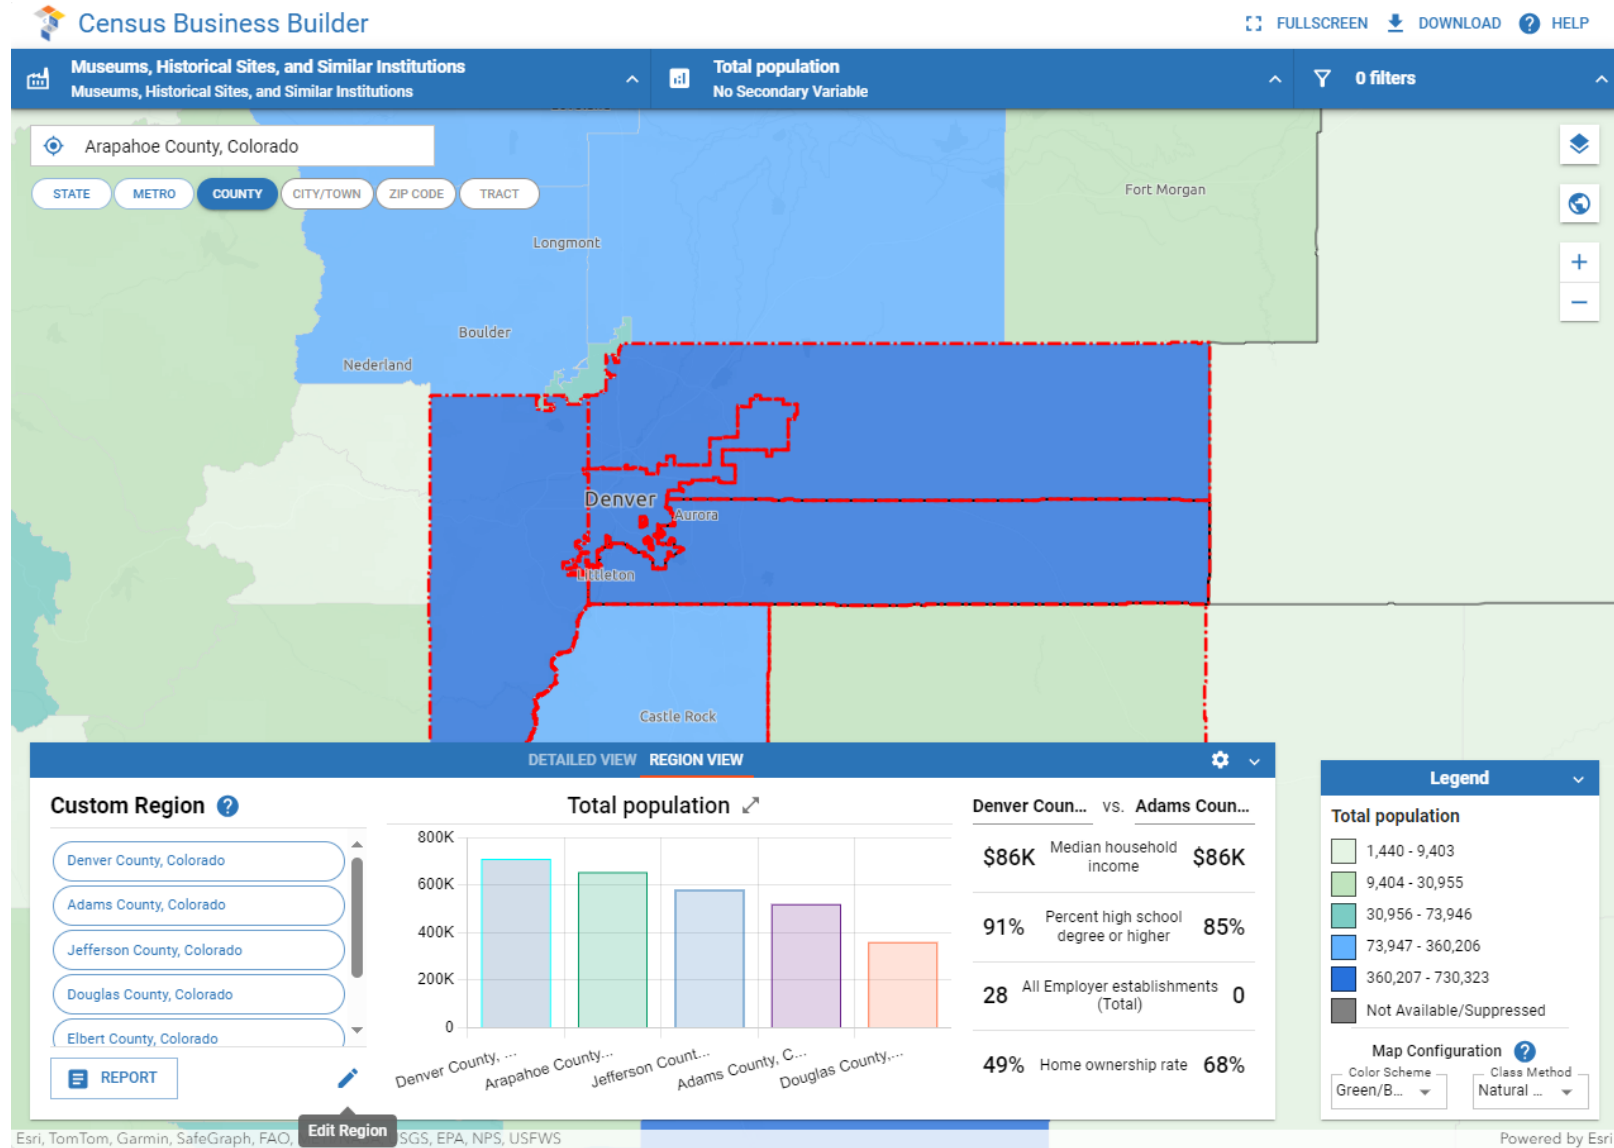 Census Business Builder
FULLSCREEN
DOWNLOAD
HELP
Museums, Historical Sites, and Similar Institutions
Museums, Historical Sites, and Similar Institutions
Total population
No Secondary Variable
0 filters
Arapahoe County, Colorado
STATE
METRO
COUNTY
CITY/TOWN
ZIP CODE
TRACT
Fort Morgan
Longmont
Boulder
Nederland
Denver
Aurora
Littleton
Castle Rock
DETAILED VIEW
REGION VIEW
Custom Region
Denver County, Colorado
Adams County, Colorado
Jefferson County, Colorado
Douglas County, Colorado
Elbert County, Colorado
REPORT
Edit Region
Total population
800K
600K
400K
200K
0
Denver County, ...
Arapahoe County...
Jefferson Count...
Adams County, C...
Douglas County,...
Denver Coun... vs. Adams Coun...
$86K Median household income $86K
91% Percent high school degree or higher 85%
28 All Employer establishments (Total) 0
49% Home ownership rate 68%
Legend
Total population
1,440 - 9,403
9,404 - 30,955
30,956 - 73,946
73,947 - 360,206
360,207 - 730,323
Not Available/Suppressed
Map Configuration
Color Scheme
Green/B...
Class Method
Natural ...
Esri, TomTom, Garmin, SafeGraph, FAO, SGS, EPA, NPS, USFWS
Powered by Esri